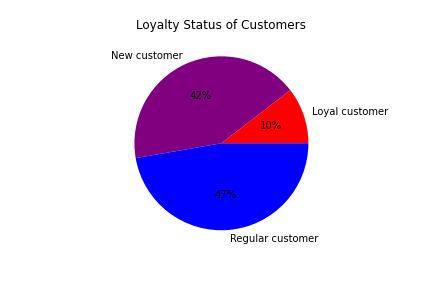 Loyalty Status of Customers
New customer
42%
Loyal customer
10%
47%
Regular customer